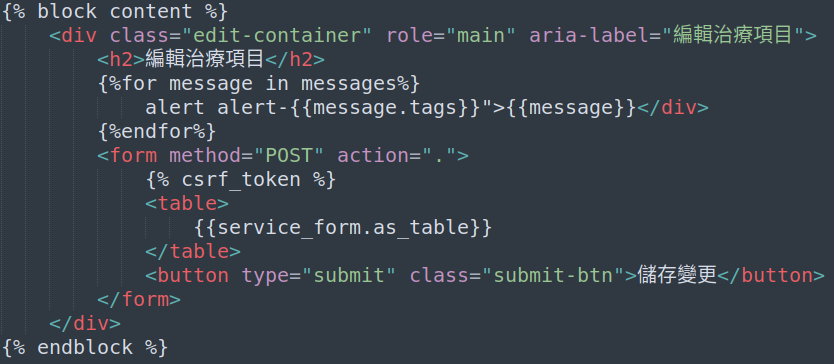 {% block content %}
    <div class="edit-container" role="main" aria-label="編輯治療項目">
        <h2>編輯治療項目</h2>
        {%for message in messages%}
            alert alert-{{message.tags}}">{{message}}</div>
        {%endfor%}
        <form method="POST" action=".">
            {% csrf_token %}
            <table>
                {{service_form.as_table}}
            </table>
            <button type="submit" class="submit-btn">儲存變更</button>
        </form>
    </div>
{% endblock %}